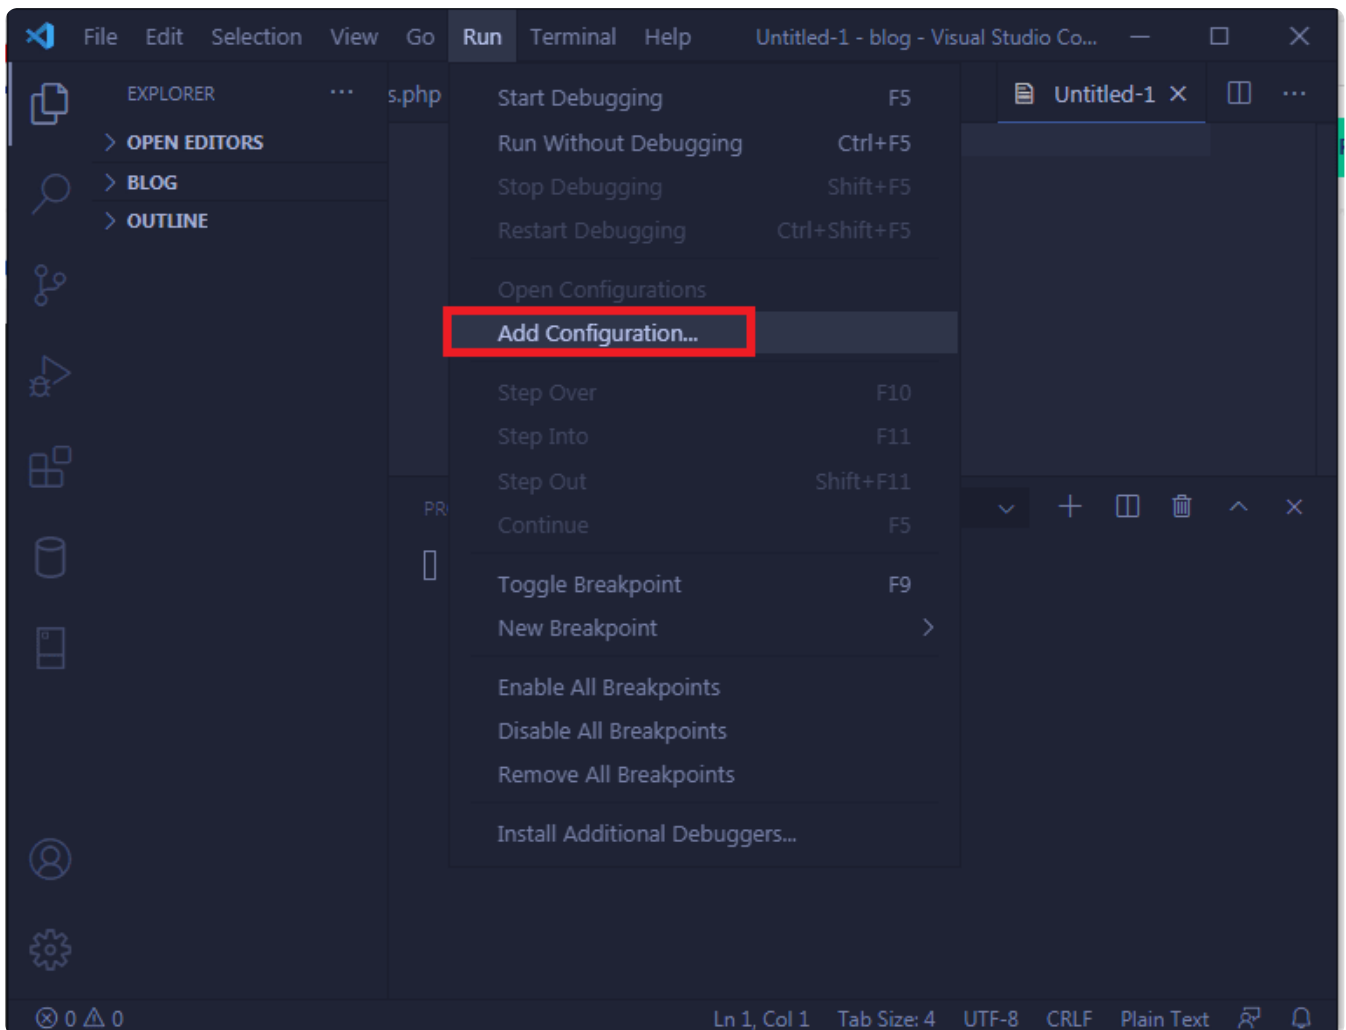 File Edit Selection View Go Run Terminal Help Untitled-1 - blog - Visual Studio Co...
EXPLORER ... s.php Untitled-1 ...
OPEN EDITORS
BLOG
OUTLINE
Start Debugging F5
Run Without Debugging Ctrl+F5
Stop Debugging Shift+F5
Restart Debugging Ctrl+Shift+F5
Open Configurations
Add Configuration...
Step Over F10
Step Into F11
Step Out Shift+F11
Continue F5
PR
Toggle Breakpoint F9
New Breakpoint
Enable All Breakpoints
Disable All Breakpoints
Remove All Breakpoints
Install Additional Debuggers...
0 0 Ln 1, Col 1 Tab Size: 4 UTF-8 CRLF Plain Text